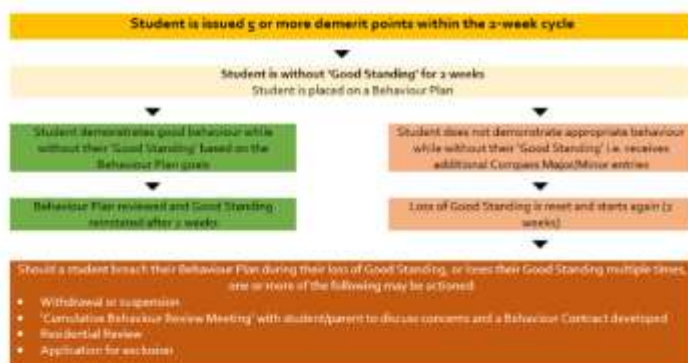 Student is issued 5 or more demerit points within the 2-week cycle
Student is without 'Good Standing' for 2 weeks
Student is placed on a Behaviour Plan
Student demonstrates good behaviour while
without their 'Good Standing' based on the
Behaviour Plan goals
Student does not demonstrate appropriate behaviour
while without their 'Good Standing' i.e. receives
additional Compass Major/Minor entries
Behaviour Plan reviewed and Good Standing
reinstated after 2 weeks
Loss of Good Standing is reset and starts again (2
weeks)
Should a student breach their Behaviour Plan during their loss of Good Standing, or loses their Good Standing multiple times,
one or more of the following may be actioned:
• Withdrawal or suspension
• 'Cumulative Behaviour Review Meeting' with student/parent to discuss concerns and a Behaviour Contract developed
• Residential Review
• Application for exclusion